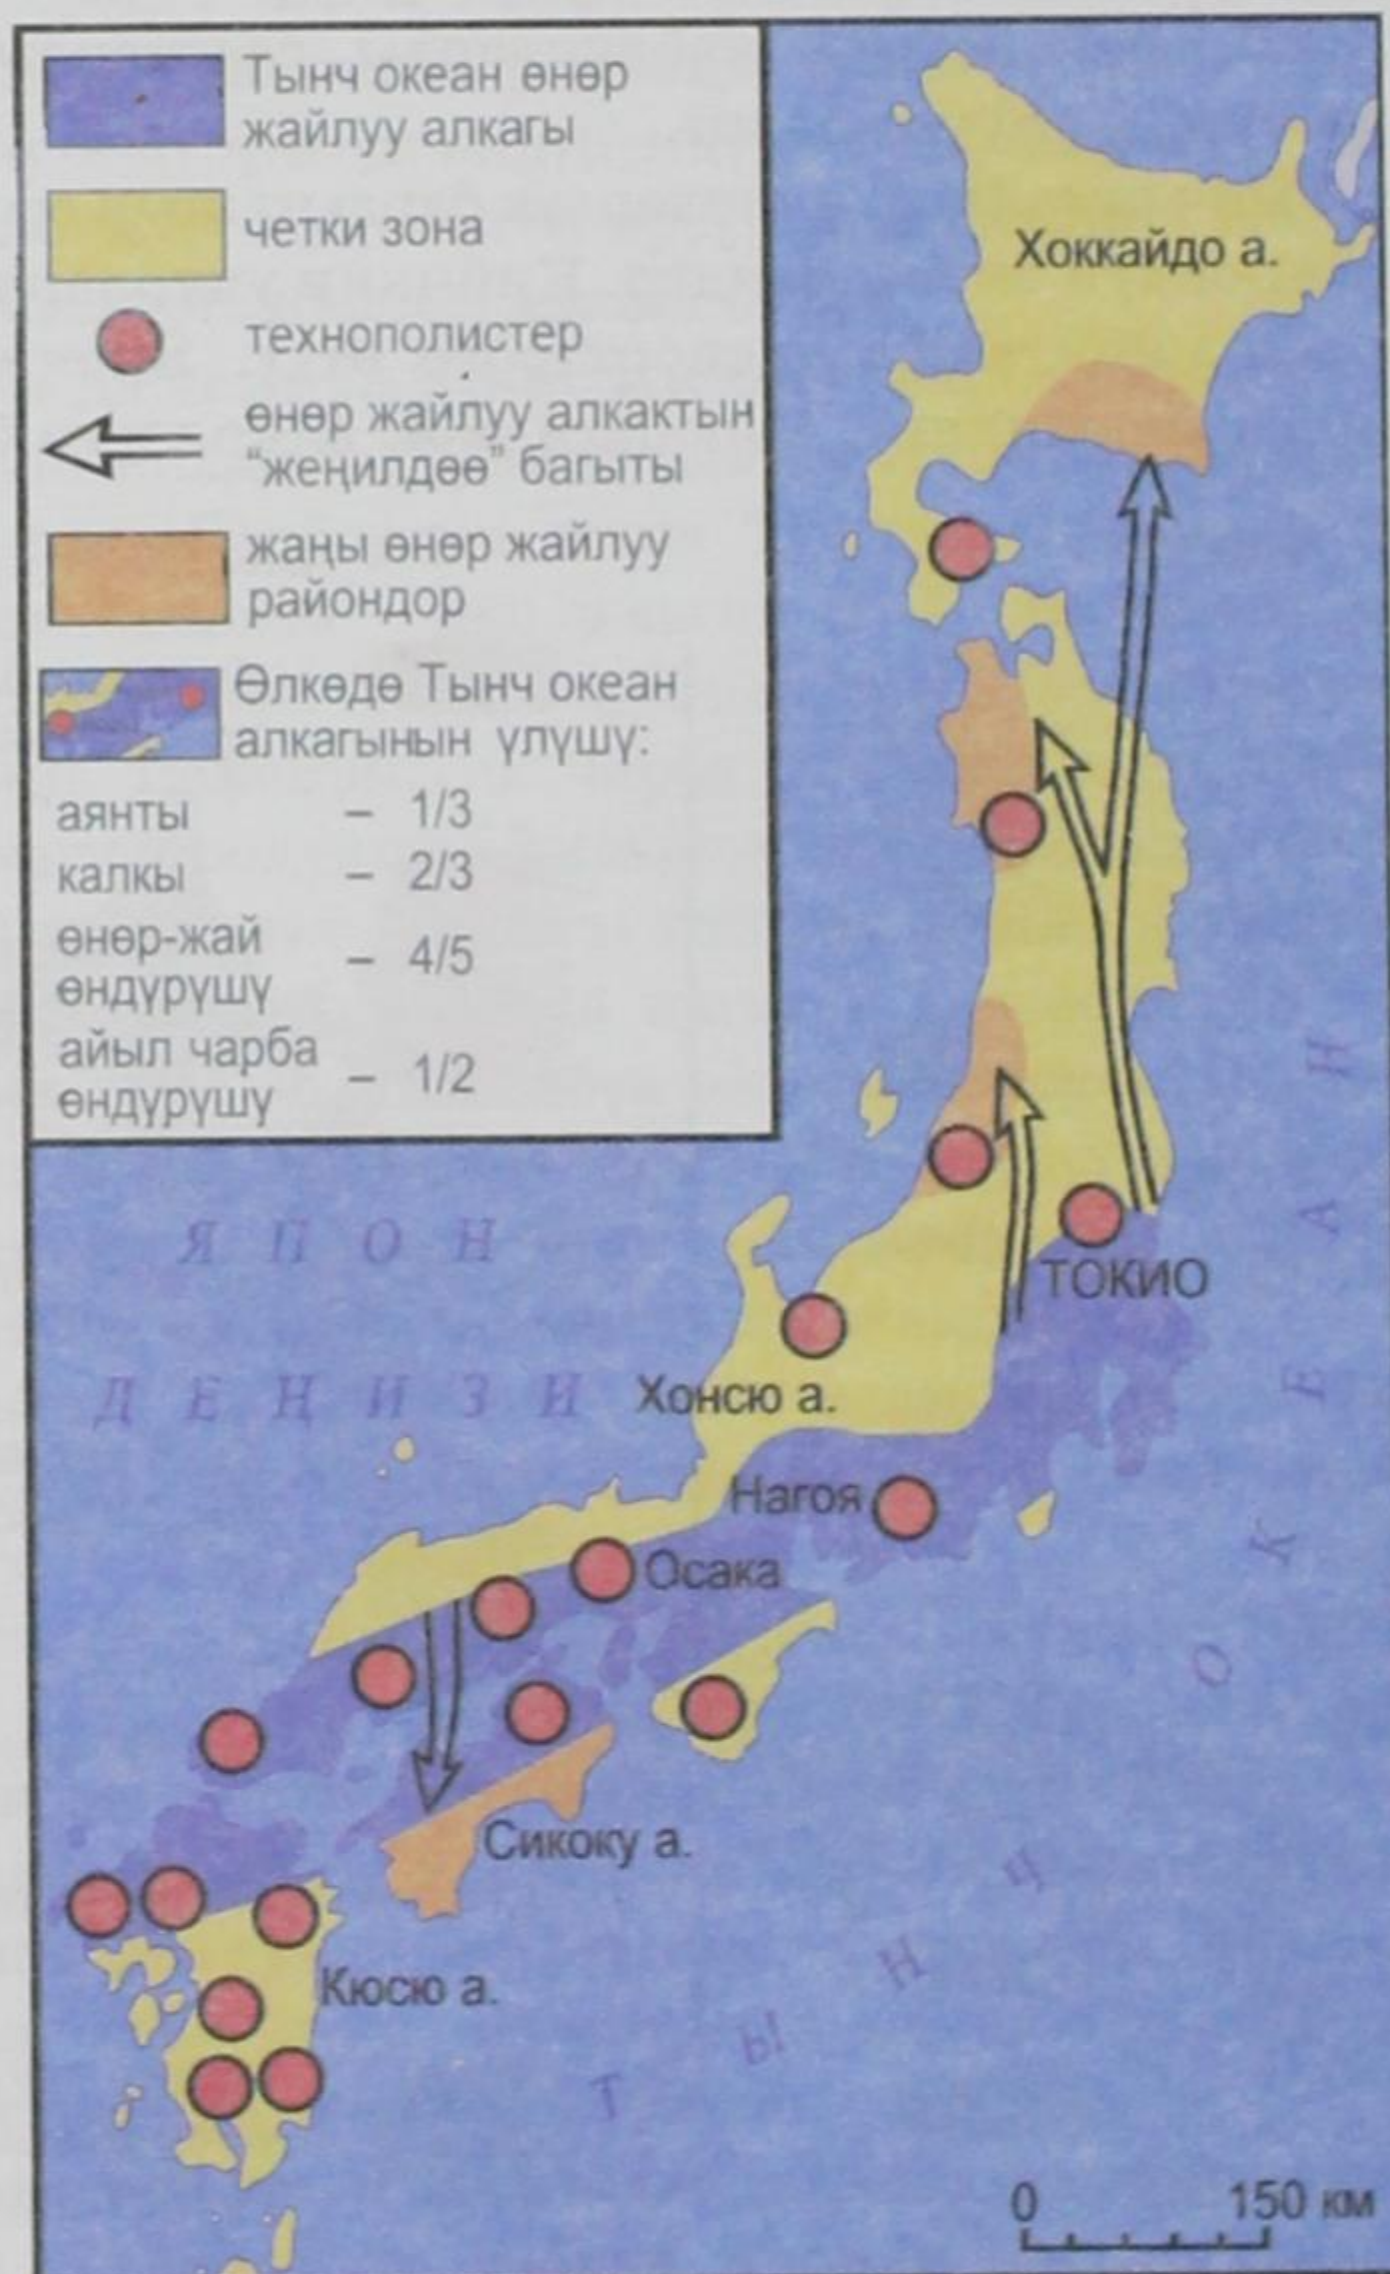 Тынч океан өнөр
жайлуу алкагы
четки зона
технополистер
өнөр жайлуу алкактын
“жеңилдөө” багыты
жаңы өнөр жайлуу
райондор
Өлкөдө Тынч океан
алкагынын үлүшү:
аянты – 1/3
калкы – 2/3
өнөр-жай
өндүрүшү – 4/5
айыл чарба
өндүрүшү – 1/2
Хоккайдо а.
ЯПОН
ДЕҢИЗИ
ТОКИО
Хонсю а.
Нагоя
Осака
Сикоку а.
Кюсю а.
ТЫНЧ
ОКЕАН
0 150 км